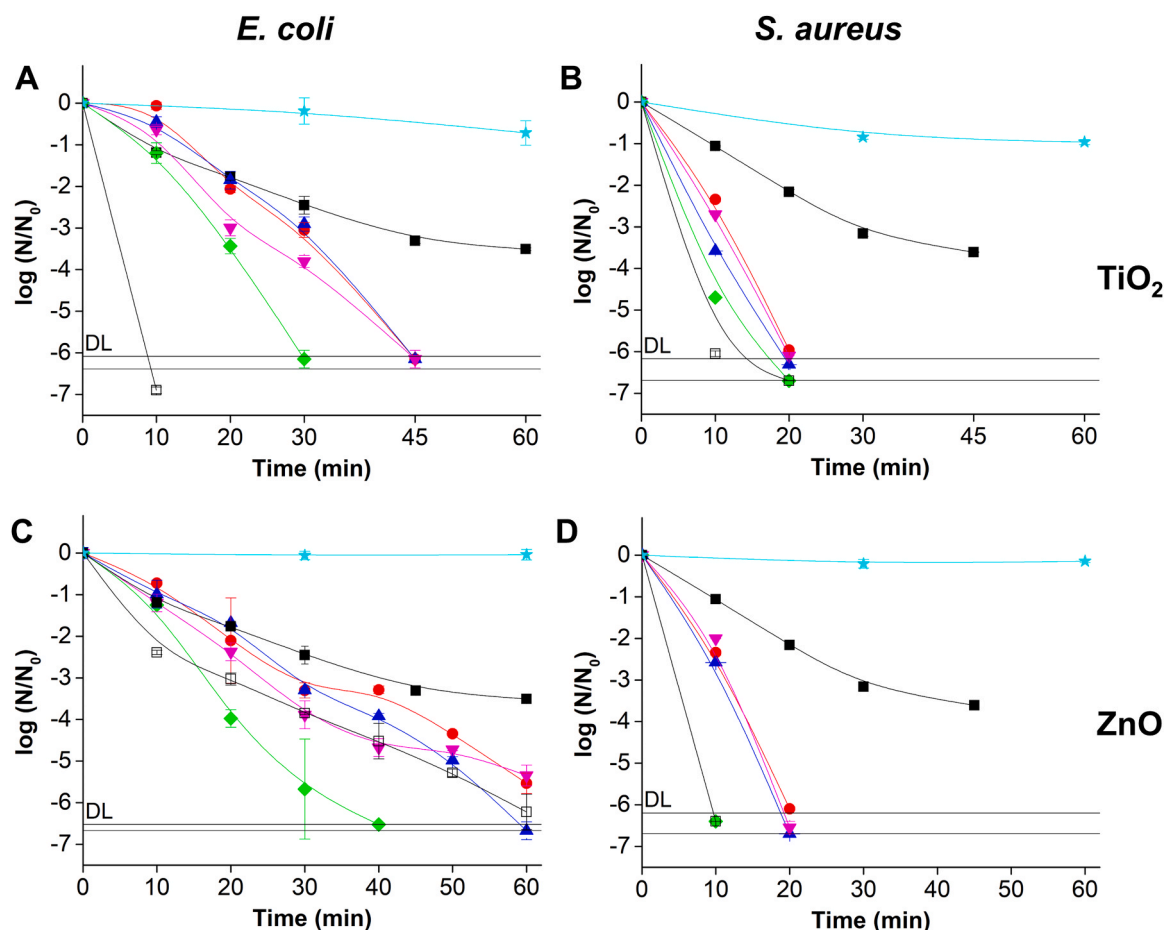 E. coli
S. aureus
A
0
-1
-2
-3
-4
-5
-6
-7
log (N/N0)
DL
0 10 20 30 45 60
Time (min)
B
0
-1
-2
-3
-4
-5
-6
-7
log (N/N0)
DL
0 10 20 30 45 60
Time (min)
TiO2
C
0
-1
-2
-3
-4
-5
-6
-7
log (N/N0)
DL
0 10 20 30 40 50 60
Time (min)
D
0
-1
-2
-3
-4
-5
-6
-7
log (N/N0)
DL
0 10 20 30 40 50 60
Time (min)
ZnO